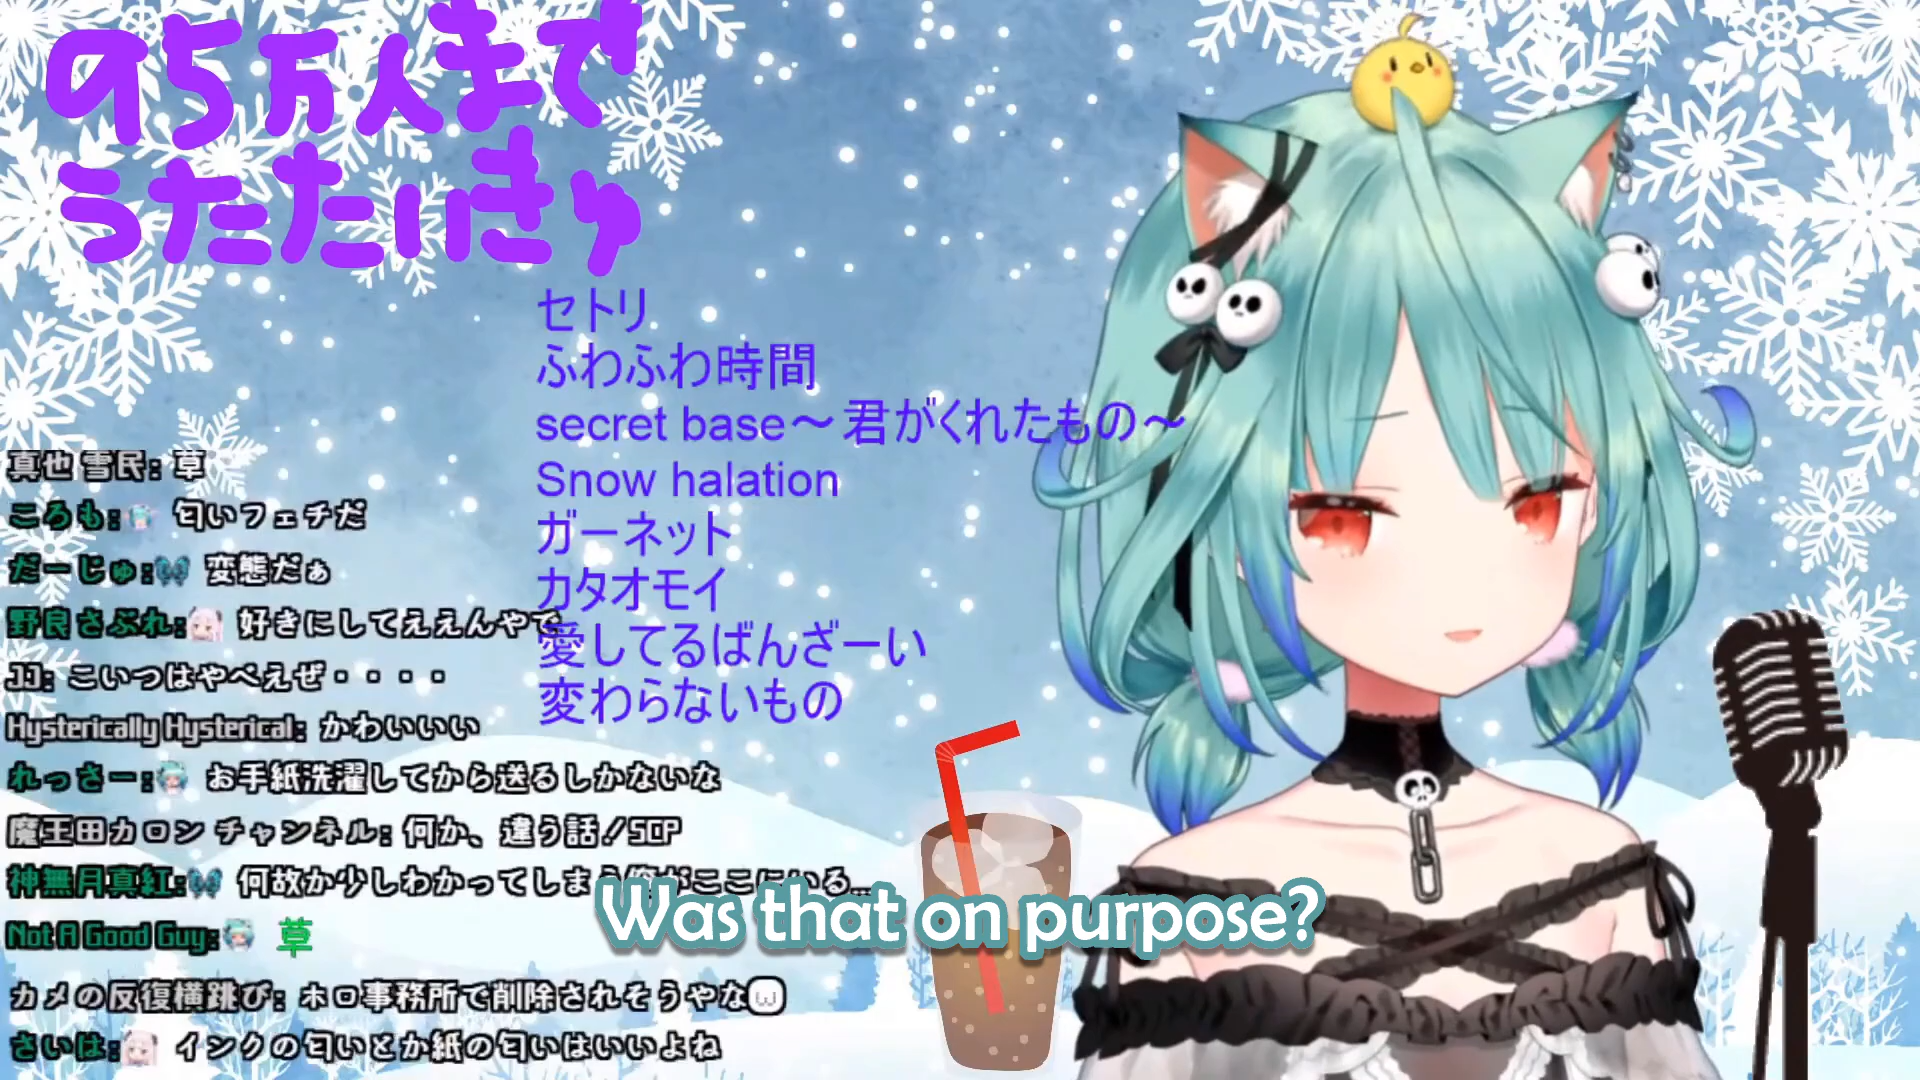 95万人まで
うたたいきゅ
セトリ
ふわふわ時間
secret base～君がくれたもの～
Snow halation
ガーネット
カタオモイ
愛してるばんざーい
変わらないもの
真也 雪民: 草
ころも: 匂いフェチだ
だーじゅ: 変態だぁ
野良さぶれ: 好きにしてええんやで
JJ: こいつはやべえぜ・・・・
Hysterically Hysterical: かわいいい
れっさー: お手紙洗濯してから送るしかないな
魔王田カロン チャンネル: 何か、違う話/SCP
神無月真紅: 何故か少しわかってしまう俺がここにいる...
Not A Good Guy: 草
カメの反復横跳び: ホロ事務所で削除されそうやなω
さいは: インクの匂いとか紙の匂いはいいよね
Was that on purpose?